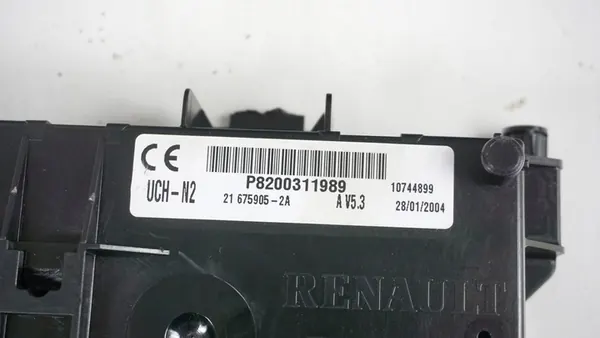 CE
P8200311989
10744899
UCH-N2
21 675905-2A
A V5.3
28/01/2004
RENAULT